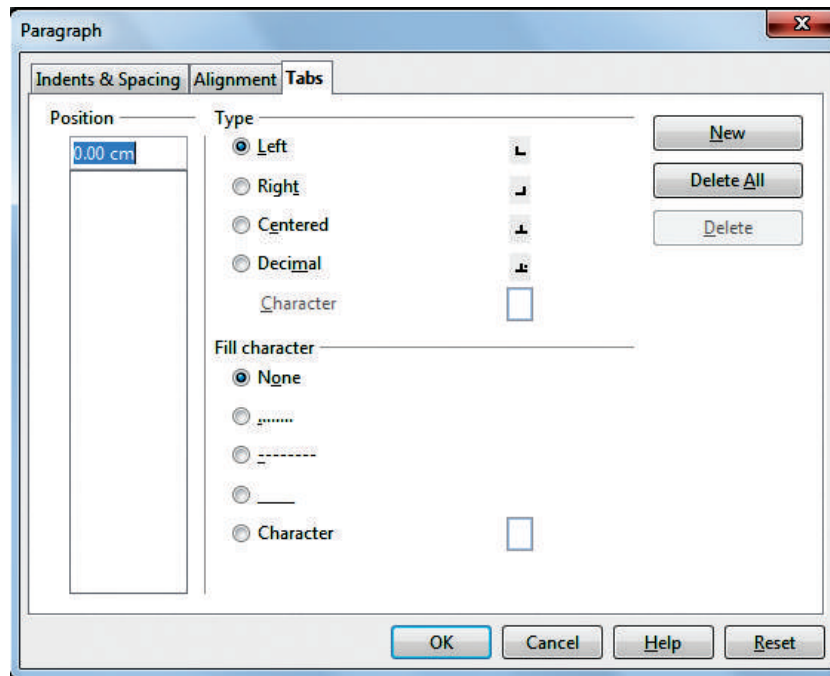 Paragraph
X
Indents & Spacing Alignment Tabs
Position
0.00 cm
Type
Left
Right
Centered
Decimal
Character
Fill character
None
........
--------
____
Character
New
Delete All
Delete
OK Cancel Help Reset